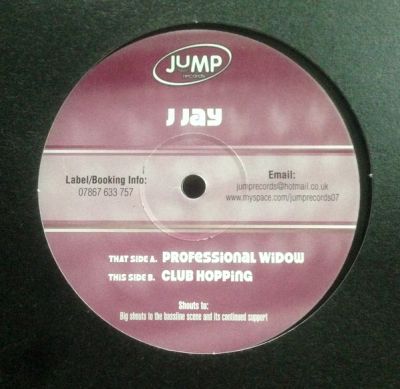 JuMP
records
J Jay
Label/Booking Info:
07867 633 757
Email:
jumprecords@hotmail.co.uk
www.myspace.com/jumprecords07
THAT SIDE A. PROFESSIONAL WIDOW
THIS SIDE B. CLUB HOPPING
Shouts to:
Big shouts to the bassline scene and its continued support